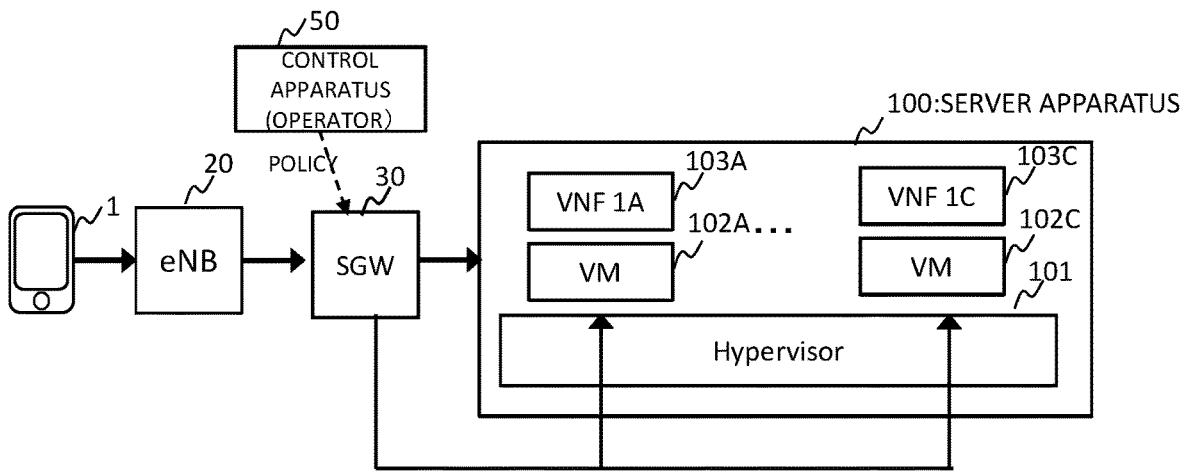 50
CONTROL
APPARATUS
(OPERATOR)
POLICY
100:SERVER APPARATUS
20
30
1
eNB
SGW
103A
VNF 1A
102A
...
VM
103C
VNF 1C
102C
VM
101
Hypervisor